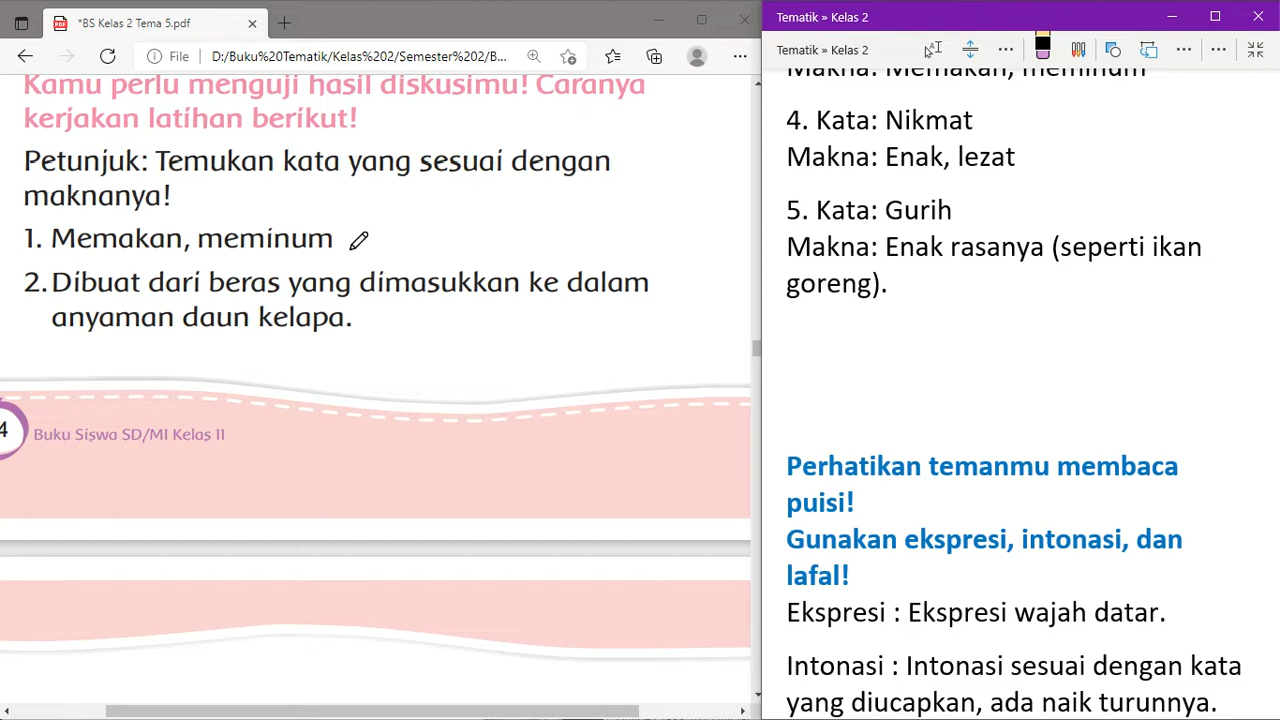 *BS Kelas 2 Tema 5.pdf
File
D:/Buku%20Tematik/Kelas%202/Semester%202/B...
Kamu perlu menguji hasil diskusimu! Caranya
kerjakan latihan berikut!
Petunjuk: Temukan kata yang sesuai dengan
maknanya!
1. Memakan, meminum
2. Dibuat dari beras yang dimasukkan ke dalam
anyaman daun kelapa.
4
Buku Siswa SD/MI Kelas II
Tematik » Kelas 2
Tematik » Kelas 2
Makna: Memakan, meminum
4. Kata: Nikmat
Makna: Enak, lezat
5. Kata: Gurih
Makna: Enak rasanya (seperti ikan
goreng).
Perhatikan temanmu membaca
puisi!
Gunakan ekspresi, intonasi, dan
lafal!
Ekspresi : Ekspresi wajah datar.
Intonasi : Intonasi sesuai dengan kata
yang diucapkan, ada naik turunnya.